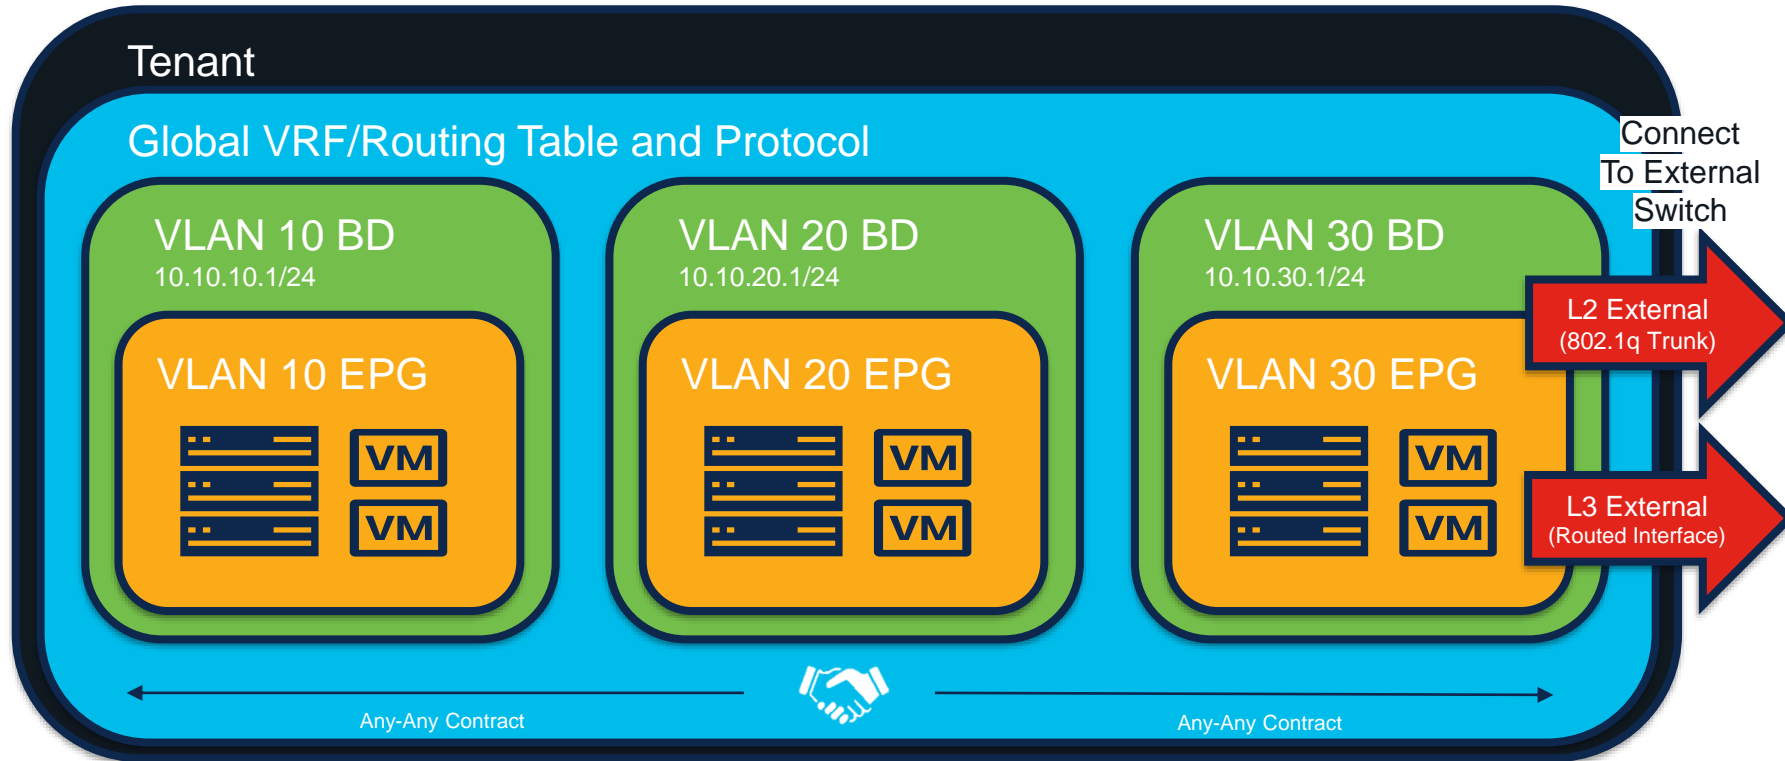 Tenant
Global VRF/Routing Table and Protocol
Connect
To External
Switch
VLAN 10 BD
10.10.10.1/24
VLAN 10 EPG
VM
VM
VLAN 20 BD
10.10.20.1/24
VLAN 20 EPG
VM
VM
VLAN 30 BD
10.10.30.1/24
VLAN 30 EPG
VM
VM
L2 External
(802.1q Trunk)
L3 External
(Routed Interface)
Any-Any Contract
Any-Any Contract